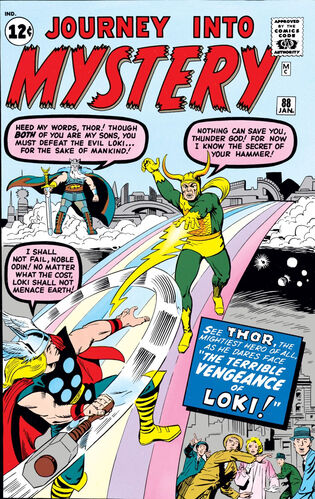 IND.
12¢
JOURNEY INTO
MYSTERY
APPROVED
BY THE
COMICS
CODE
AUTHORITY
MC
88
JAN.
HEED MY WORDS, THOR! THOUGH
BOTH OF YOU ARE MY SONS, YOU
MUST DEFEAT THE EVIL LOKI...
FOR THE SAKE OF MANKIND!
NOTHING CAN SAVE YOU,
THUNDER GOD! FOR NOW
I KNOW THE SECRET OF
YOUR HAMMER!
I SHALL
NOT FAIL, NOBLE
ODIN! NO MATTER
WHAT THE COST,
LOKI SHALL NOT
MENACE EARTH!
SEE THOR, THE
MIGHTIEST HERO OF ALL,
AS HE DARES FACE
"THE TERRIBLE
VENGEANCE
OF
LOKI!"